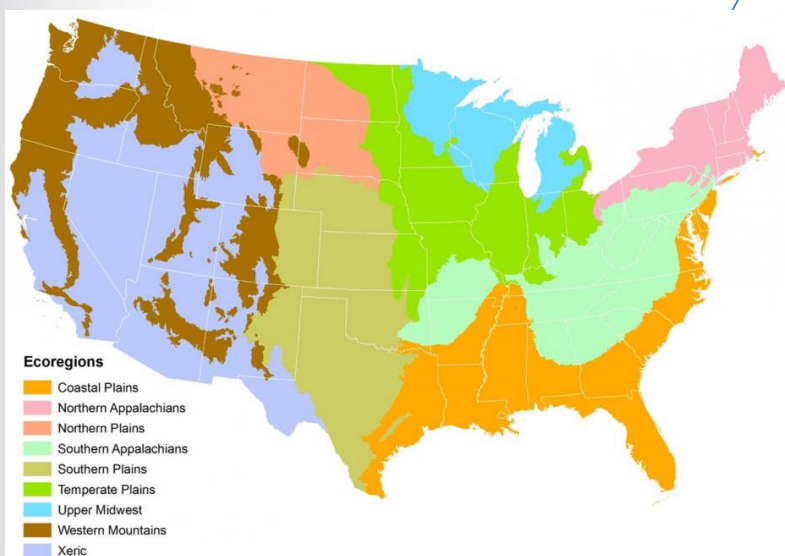 Ecoregions
Coastal Plains
Northern Appalachians
Northern Plains
Southern Appalachians
Southern Plains
Temperate Plains
Upper Midwest
Western Mountains
Xeric